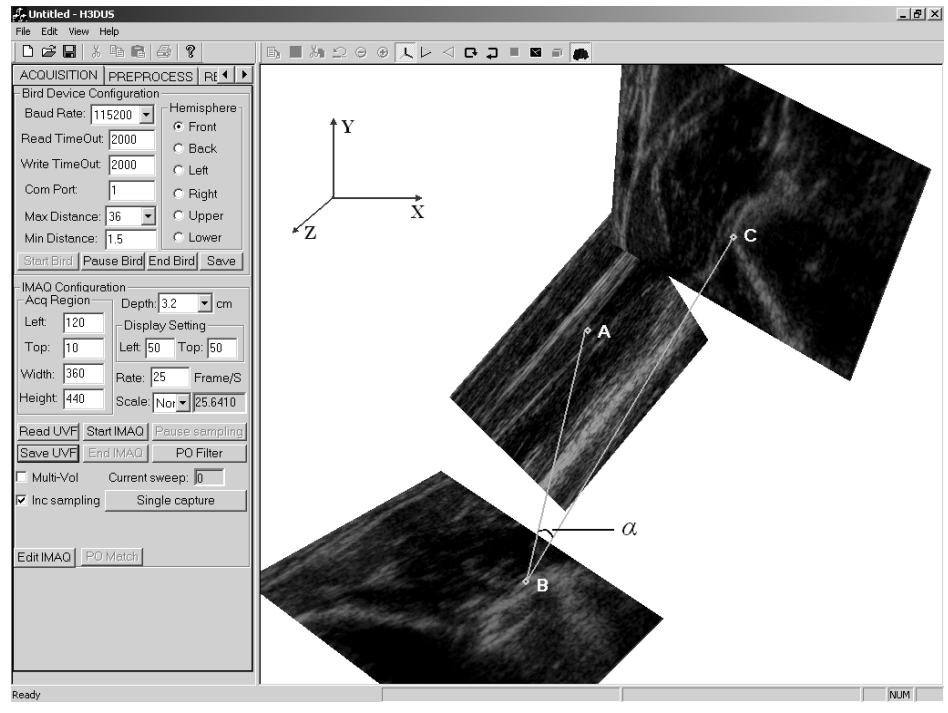 Untitled - H3DUS
File Edit View Help
ACQUISITION PREPROCESS RE
Bird Device Configuration
Baud Rate: 115200
Read TimeOut: 2000
Write TimeOut: 2000
Com Port: 1
Max Distance: 36
Min Distance: 1.5
Hemisphere
Front
Back
Left
Right
Upper
Lower
Start Bird Pause Bird End Bird Save
IMAQ Configuration
Acq Region
Left: 120
Top: 10
Width: 360
Height: 440
Depth: 3.2 cm
Display Setting
Left: 50 Top: 50
Rate: 25 Frame/S
Scale: Nor 25.6410
Read UVF Start IMAQ Pause sampling
Save UVF End IMAQ PO Filter
Multi-Vol Current sweep: 0
Inc sampling Single capture
Edit IMAQ PO Match
Y
X
Z
C
A
α
B
Ready NUM